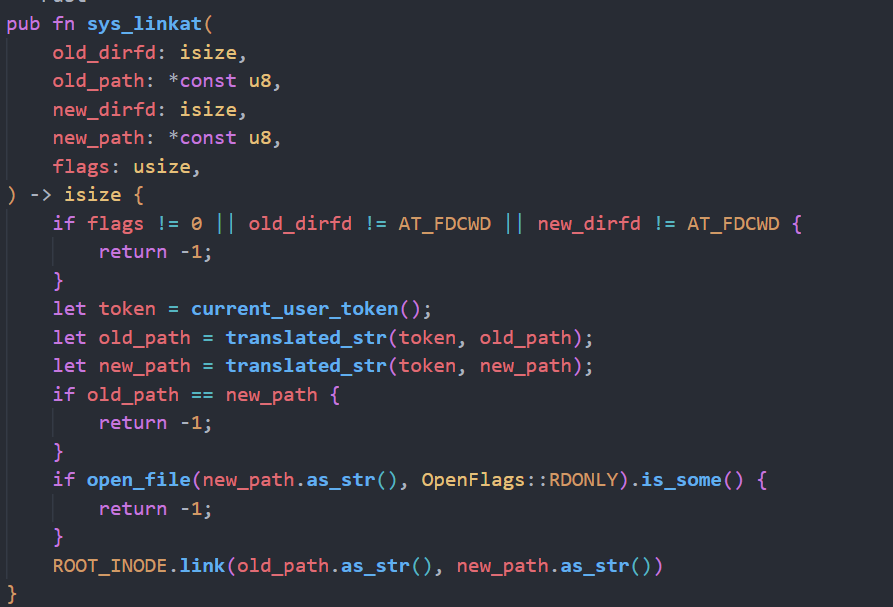 pub fn sys_linkat(
    old_dirfd: isize,
    old_path: *const u8,
    new_dirfd: isize,
    new_path: *const u8,
    flags: usize,
) -> isize {
    if flags != 0 || old_dirfd != AT_FDCWD || new_dirfd != AT_FDCWD {
        return -1;
    }
    let token = current_user_token();
    let old_path = translated_str(token, old_path);
    let new_path = translated_str(token, new_path);
    if old_path == new_path {
        return -1;
    }
    if open_file(new_path.as_str(), OpenFlags::RDONLY).is_some() {
        return -1;
    }
    ROOT_INODE.link(old_path.as_str(), new_path.as_str())
}